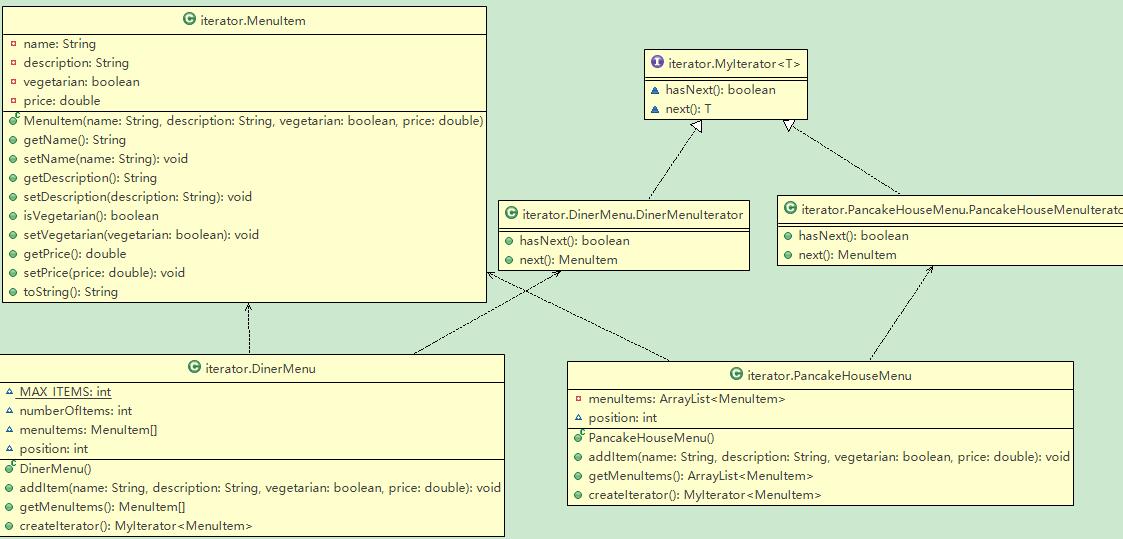 iterator.MenuItem
name: String
description: String
vegetarian: boolean
price: double
MenuItem(name: String, description: String, vegetarian: boolean, price: double)
getName(): String
setName(name: String): void
getDescription(): String
setDescription(description: String): void
isVegetarian(): boolean
setVegetarian(vegetarian: boolean): void
getPrice(): double
setPrice(price: double): void
toString(): String
iterator.MyIterator<T>
hasNext(): boolean
next(): T
iterator.DinerMenu.DinerMenuIterator
hasNext(): boolean
next(): MenuItem
iterator.PancakeHouseMenu.PancakeHouseMenuIterato
hasNext(): boolean
next(): MenuItem
iterator.DinerMenu
MAX_ITEMS: int
numberOfItems: int
menuItems: MenuItem[]
position: int
DinerMenu()
addItem(name: String, description: String, vegetarian: boolean, price: double): void
getMenuItems(): MenuItem[]
createIterator(): MyIterator<MenuItem>
iterator.PancakeHouseMenu
menuItems: ArrayList<MenuItem>
position: int
PancakeHouseMenu()
addItem(name: String, description: String, vegetarian: boolean, price: double): void
getMenuItems(): ArrayList<MenuItem>
createIterator(): MyIterator<MenuItem>